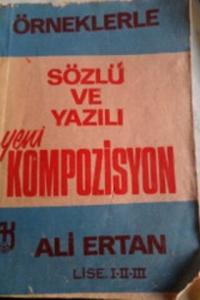 ÖRNEKLERLE
SÖZLÜ
VE
YAZILI
yeni
KOMPOZİSYON
ALİ ERTAN
LİSE. I-II-III